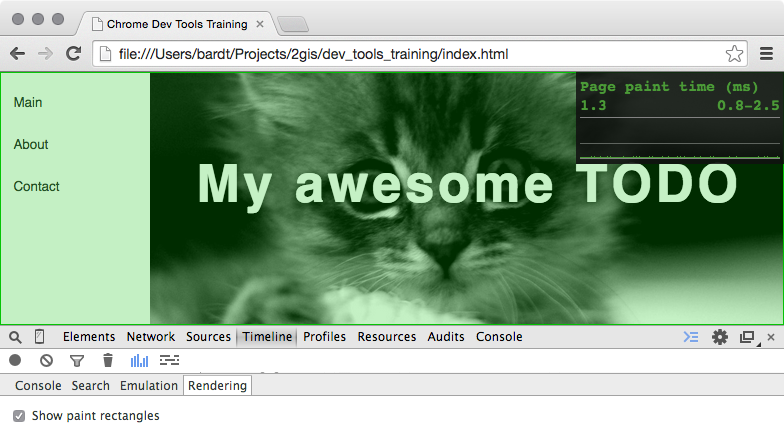 Chrome Dev Tools Training
file:///Users/bardt/Projects/2gis/dev_tools_training/index.html
Main
About
Contact
Page paint time (ms)
1.3 0.8-2.5
My awesome TODO
Elements Network Sources Timeline Profiles Resources Audits Console
Console Search Emulation Rendering
Show paint rectangles